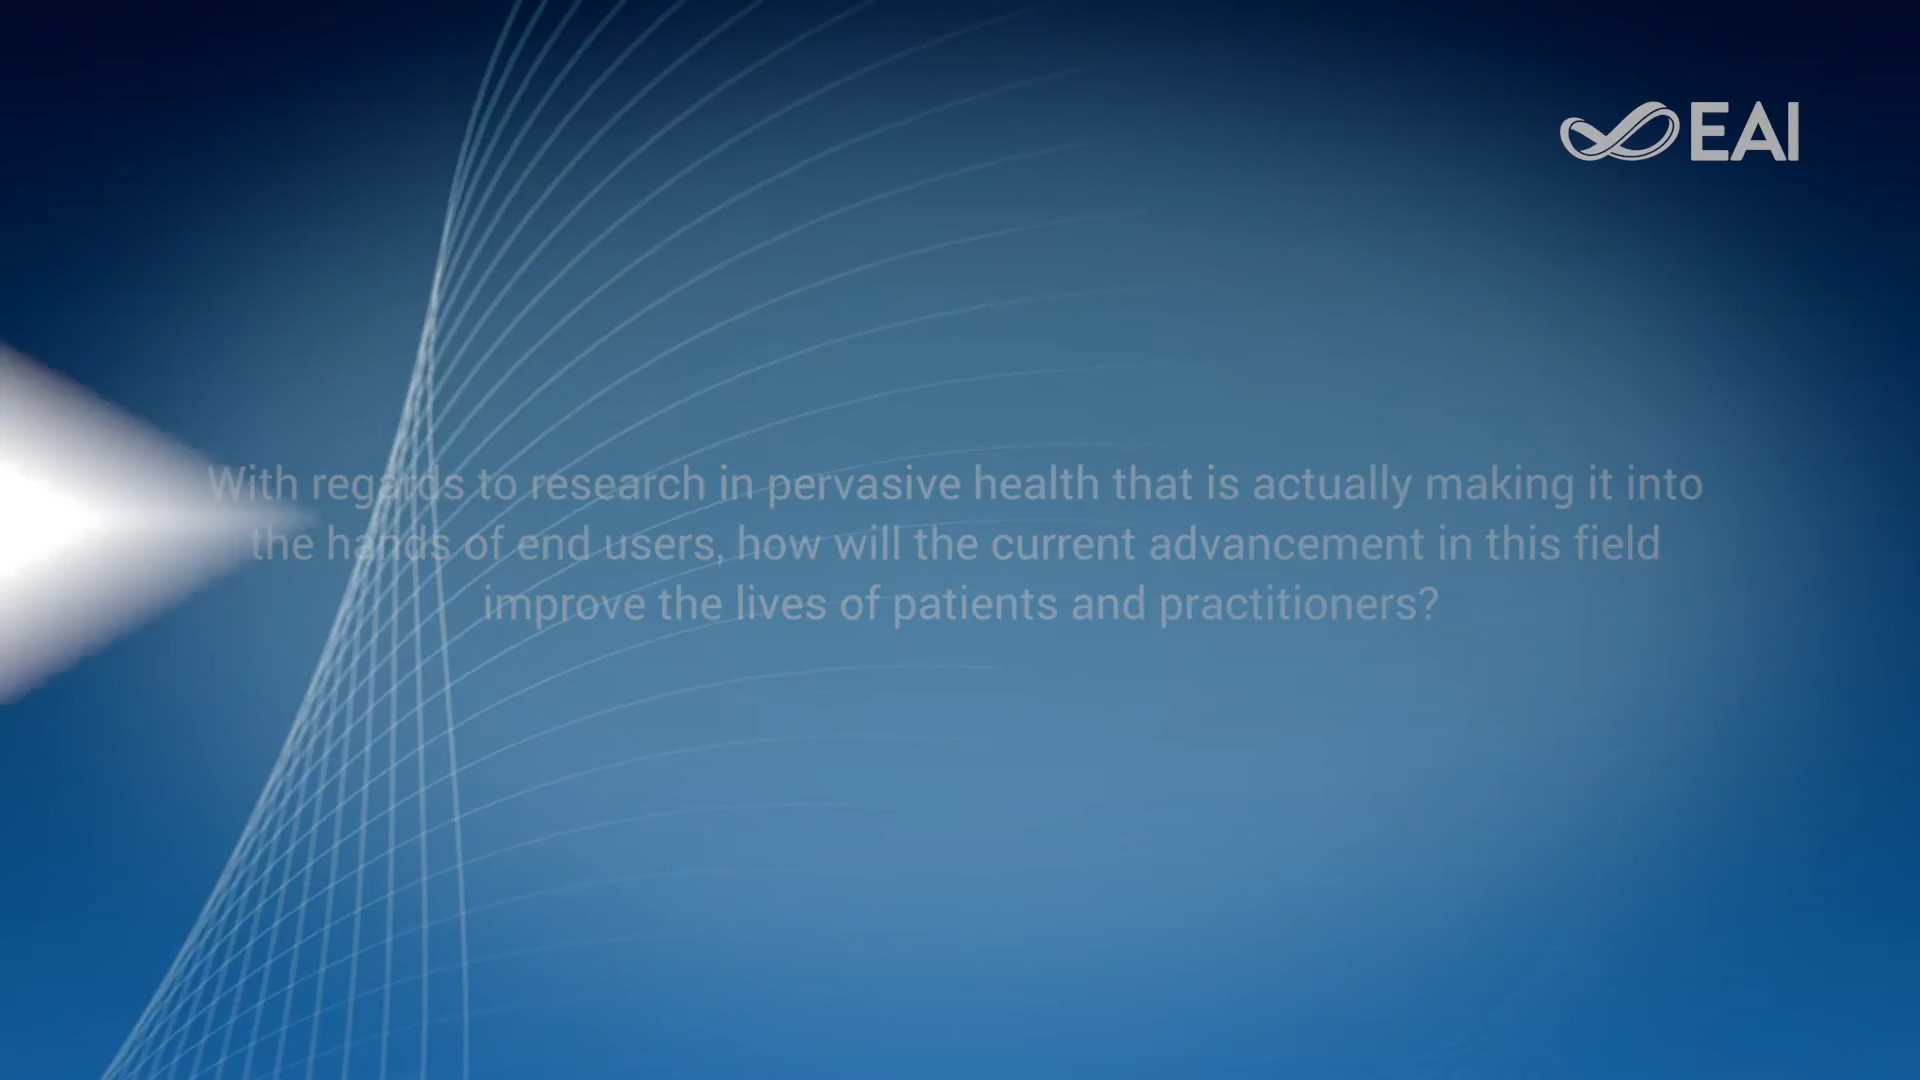 EAI
With regards to research in pervasive health that is actually making it into
the hands of end users, how will the current advancement in this field
improve the lives of patients and practitioners?